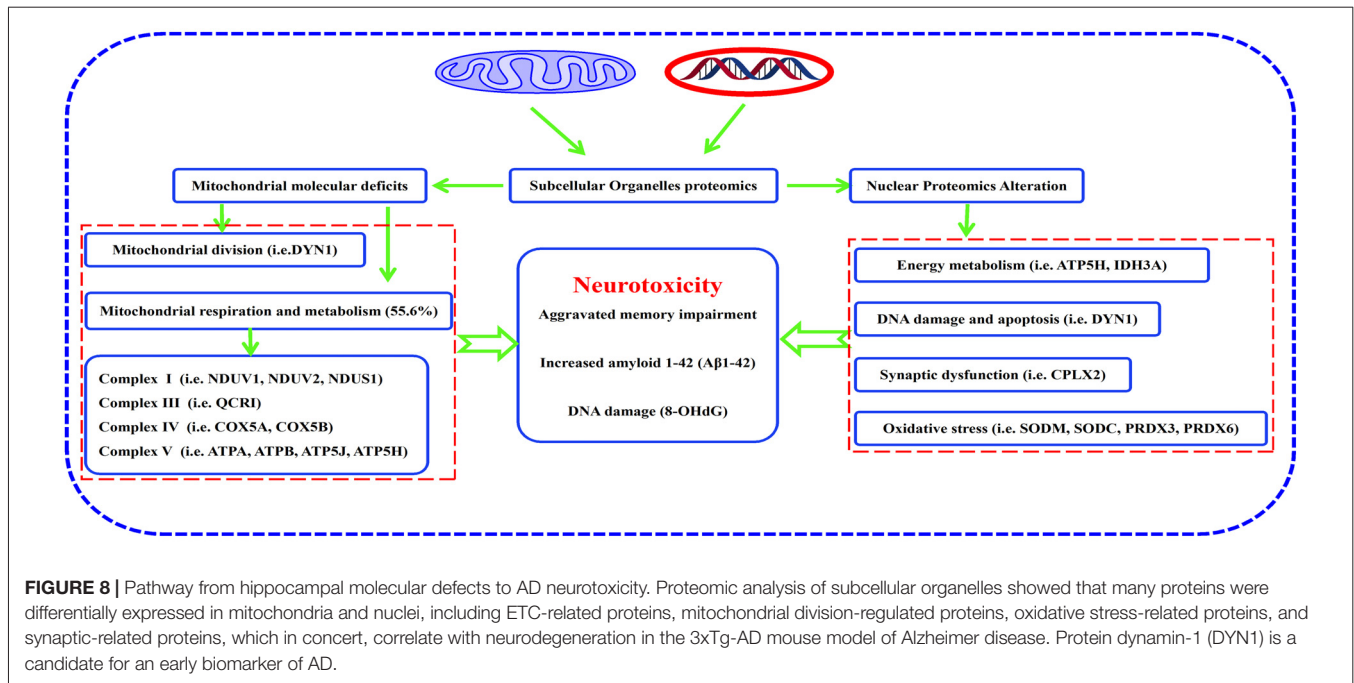 Mitochondrial molecular deficits
Subcellular Organelles proteomics
Nuclear Proteomics Alteration
Mitochondrial division (i.e.DYN1)
Mitochondrial respiration and metabolism (55.6%)
Complex I (i.e. NDUV1, NDUV2, NDUS1)
Complex III (i.e. QCRI)
Complex IV (i.e. COX5A, COX5B)
Complex V (i.e. ATPA, ATPB, ATP5J, ATP5H)
Neurotoxicity
Aggravated memory impairment
Increased amyloid 1-42 (Aβ1-42)
DNA damage (8-OHdG)
Energy metabolism (i.e. ATP5H, IDH3A)
DNA damage and apoptosis (i.e. DYN1)
Synaptic dysfunction (i.e. CPLX2)
Oxidative stress (i.e. SODM, SODC, PRDX3, PRDX6)
FIGURE 8 | Pathway from hippocampal molecular defects to AD neurotoxicity. Proteomic analysis of subcellular organelles showed that many proteins were
differentially expressed in mitochondria and nuclei, including ETC-related proteins, mitochondrial division-regulated proteins, oxidative stress-related proteins, and
synaptic-related proteins, which in concert, correlate with neurodegeneration in the 3xTg-AD mouse model of Alzheimer disease. Protein dynamin-1 (DYN1) is a
candidate for an early biomarker of AD.